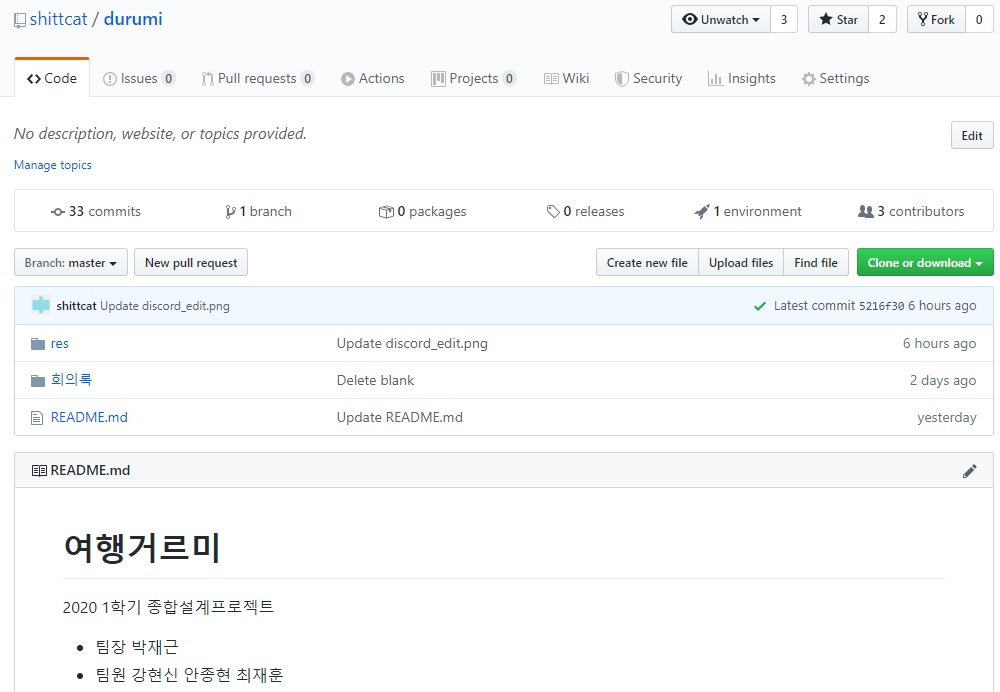 shittcat / durumi Unwatch 3 Star 2 Fork 0
Code Issues 0 Pull requests 0 Actions Projects 0 Wiki Security Insights Settings
No description, website, or topics provided. Edit
Manage topics
33 commits 1 branch 0 packages 0 releases 1 environment 3 contributors
Branch: master New pull request Create new file Upload files Find file Clone or download
shittcat Update discord_edit.png Latest commit 5216f30 6 hours ago
res Update discord_edit.png 6 hours ago
회의록 Delete blank 2 days ago
README.md Update README.md yesterday
README.md
여행거르미
2020 1학기 종합설계프로젝트
팀장 박재근
팀원 강현신 안종현 최재훈